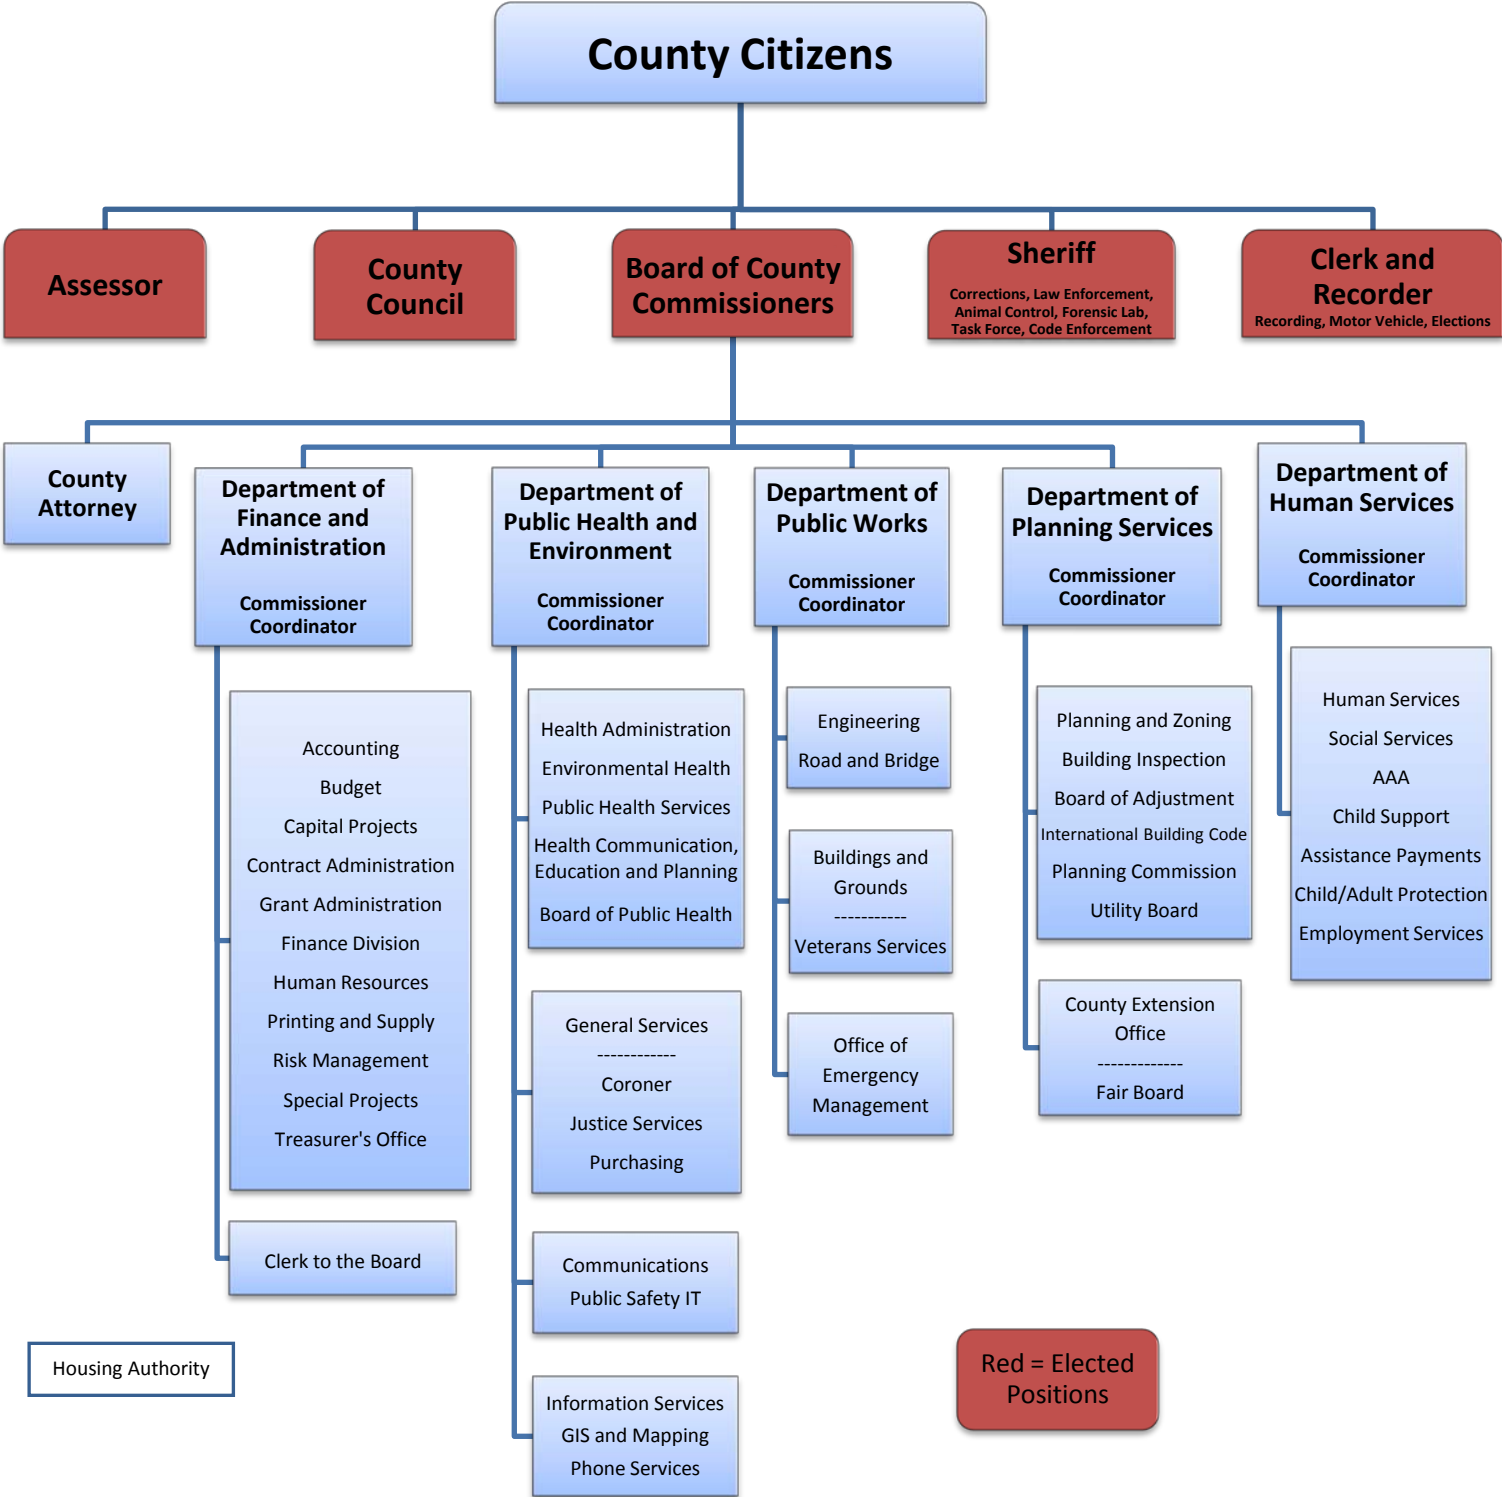 County Citizens
Assessor
County
Council
Board of County
Commissioners
Sheriff
Corrections, Law Enforcement,
Animal Control, Forensic Lab,
Task Force, Code Enforcement
Clerk and
Recorder
Recording, Motor Vehicle, Elections
County
Attorney
Department of
Finance and
Administration
Commissioner
Coordinator
Department of
Public Health and
Environment
Commissioner
Coordinator
Department of
Public Works
Commissioner
Coordinator
Department of
Planning Services
Commissioner
Coordinator
Department of
Human Services
Commissioner
Coordinator
Accounting
Budget
Capital Projects
Contract Administration
Grant Administration
Finance Division
Human Resources
Printing and Supply
Risk Management
Special Projects
Treasurer's Office
Clerk to the Board
Health Administration
Environmental Health
Public Health Services
Health Communication,
Education and Planning
Board of Public Health
General Services
------------
Coroner
Justice Services
Purchasing
Communications
Public Safety IT
Information Services
GIS and Mapping
Phone Services
Engineering
Road and Bridge
Buildings and
Grounds
-----------
Veterans Services
Office of
Emergency
Management
Planning and Zoning
Building Inspection
Board of Adjustment
International Building Code
Planning Commission
Utility Board
County Extension
Office
-------------
Fair Board
Human Services
Social Services
AAA
Child Support
Assistance Payments
Child/Adult Protection
Employment Services
Housing Authority
Red = Elected
Positions